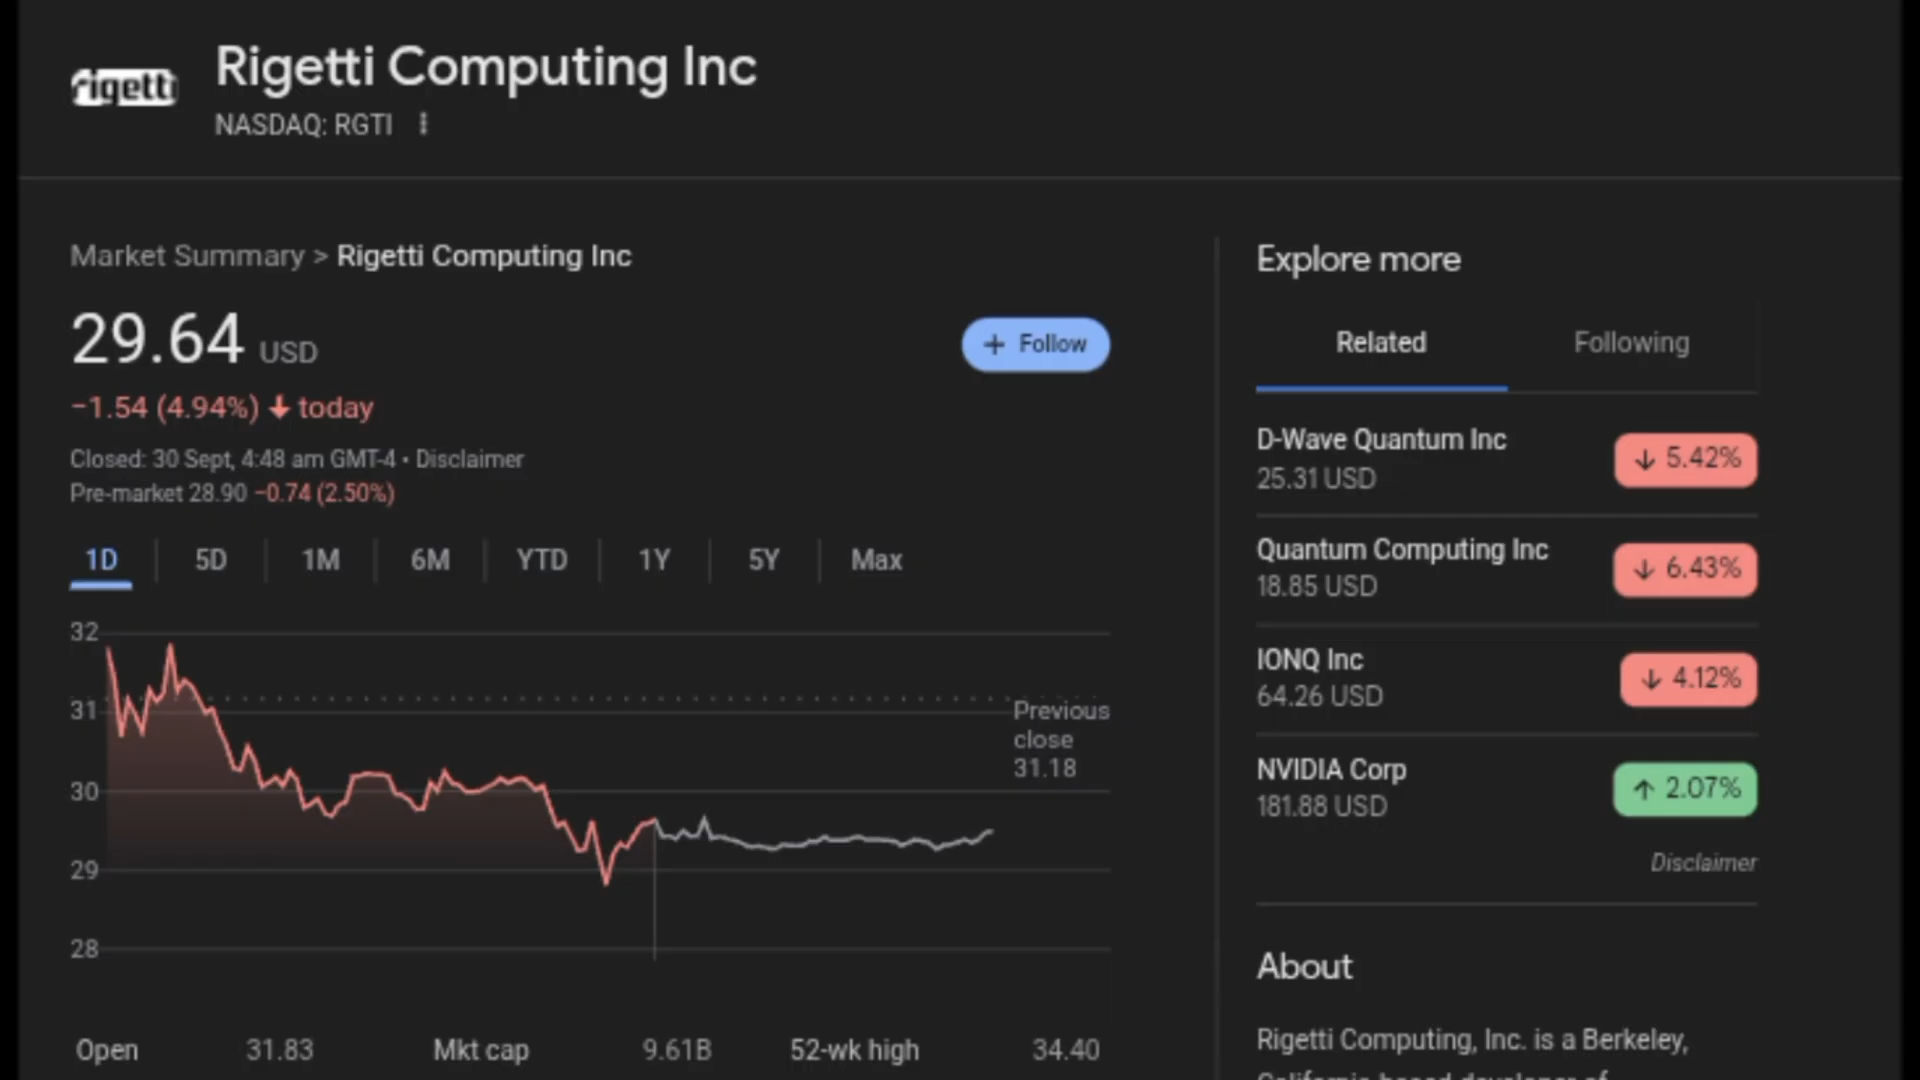 rigetti
Rigetti Computing Inc
NASDAQ: RGTI
Market Summary > Rigetti Computing Inc
29.64 USD
+ Follow
−1.54 (4.94%) ↓ today
Closed: 30 Sept, 4:48 am GMT-4 • Disclaimer
Pre-market 28.90 −0.74 (2.50%)
1D 5D 1M 6M YTD 1Y 5Y Max
32
31
30
29
28
Previous
close
31.18
Open 31.83 Mkt cap 9.61B 52-wk high 34.40
Explore more
Related Following
D-Wave Quantum Inc
25.31 USD
↓ 5.42%
Quantum Computing Inc
18.85 USD
↓ 6.43%
IONQ Inc
64.26 USD
↓ 4.12%
NVIDIA Corp
181.88 USD
↑ 2.07%
Disclaimer
About
Rigetti Computing, Inc. is a Berkeley,